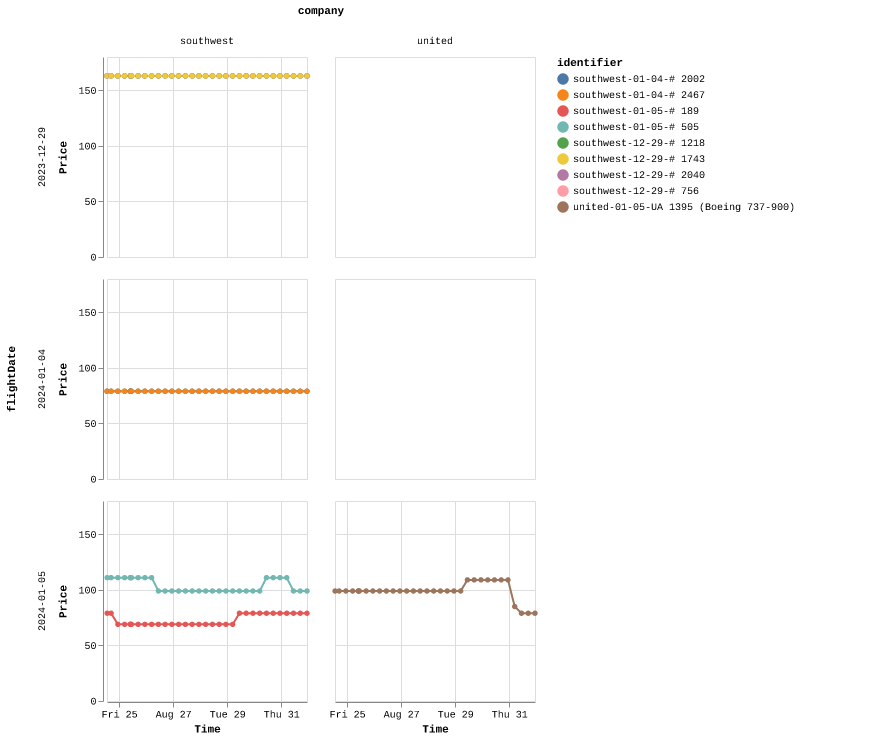 company
southwest
united
identifier
southwest-01-04-# 2002
southwest-01-04-# 2467
southwest-01-05-# 189
southwest-01-05-# 505
southwest-12-29-# 1218
southwest-12-29-# 1743
southwest-12-29-# 2040
southwest-12-29-# 756
united-01-05-UA 1395 (Boeing 737-900)
flightDate
2023-12-29
Price
150
100
50
0
2024-01-04
Price
150
100
50
0
2024-01-05
Price
150
100
50
0
Fri 25 Aug 27 Tue 29 Thu 31
Time
Fri 25 Aug 27 Tue 29 Thu 31
Time